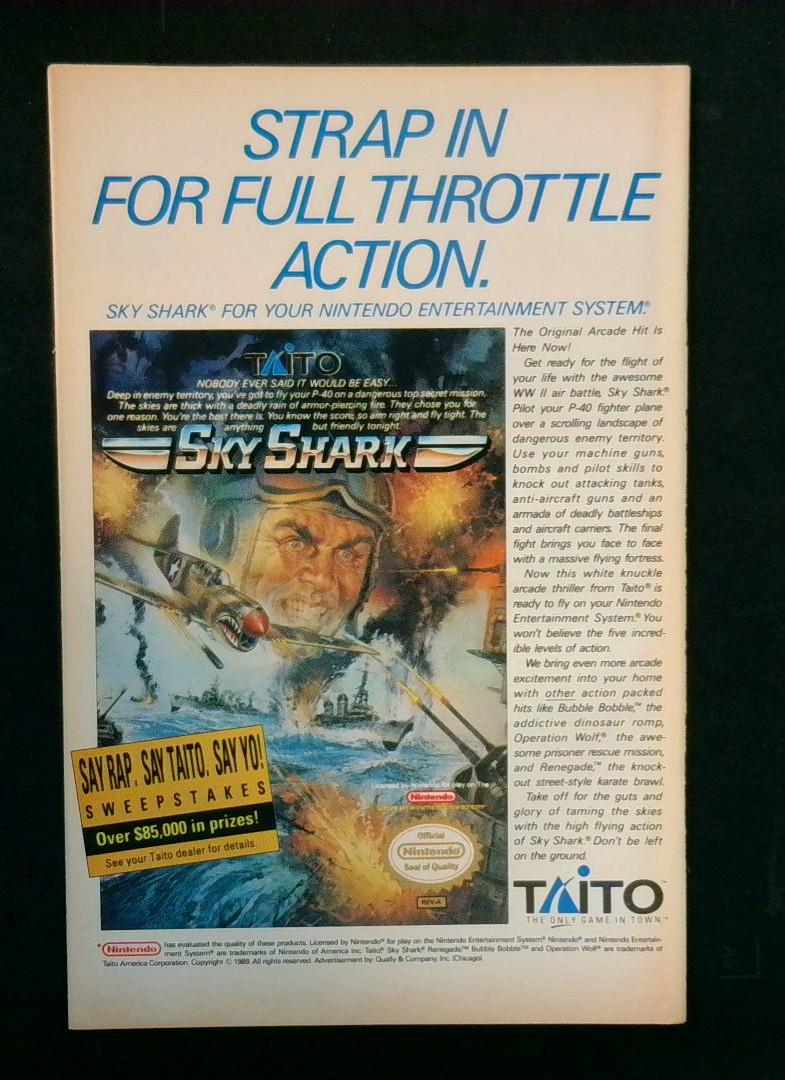 STRAP IN
FOR FULL THROTTLE
ACTION.
SKY SHARK® FOR YOUR NINTENDO ENTERTAINMENT SYSTEM®
TAITO™
NOBODY EVER SAID IT WOULD BE EASY...
Deep in enemy territory, you've got to fly your P-40 on a dangerous top secret mission.
The skies are thick with a deadly rain of armor-piercing fire. They chose you for
one reason. You're the best there is. You know the score, so aim right and fly tight. The
skies are anything but friendly tonight.
SKY SHARK
SAY RAP. SAY TAITO. SAY YO!
SWEEPSTAKES
Over $85,000 in prizes!
See your Taito dealer for details.
Licensed by Nintendo for play on The
Nintendo
ENTERTAINMENT SYSTEM®
Official
Nintendo
Seal of Quality
REV-A
The Original Arcade Hit Is
Here Now!
Get ready for the flight of
your life with the awesome
WW II air battle, Sky Shark.®
Pilot your P-40 fighter plane
over a scrolling landscape of
dangerous enemy territory.
Use your machine guns,
bombs and pilot skills to
knock out attacking tanks,
anti-aircraft guns and an
armada of deadly battleships
and aircraft carriers. The final
fight brings you face to face
with a massive flying fortress.
Now this white knuckle
arcade thriller from Taito® is
ready to fly on your Nintendo
Entertainment System.® You
won't believe the five incred-
ible levels of action.
We bring even more arcade
excitement into your home
with other action packed
hits like Bubble Bobble,™ the
addictive dinosaur romp,
Operation Wolf,® the awe-
some prisoner rescue mission,
and Renegade,™ the knock-
out street-style karate brawl.
Take off for the guts and
glory of taming the skies
with the high flying action
of Sky Shark.® Don't be left
on the ground.
TAITO™
THE ONLY GAME IN TOWN.™
* Nintendo has evaluated the quality of these products. Licensed by Nintendo® for play on the Nintendo Entertainment System.® Nintendo® and Nintendo Entertain-
ment System® are trademarks of Nintendo of America Inc. Taito,® Sky Shark,® Renegade,™ Bubble Bobble™ and Operation Wolf® are trademarks of
Taito America Corporation. Copyright © 1989. All rights reserved. Advertisement by: Qually & Company, Inc. (Chicago).